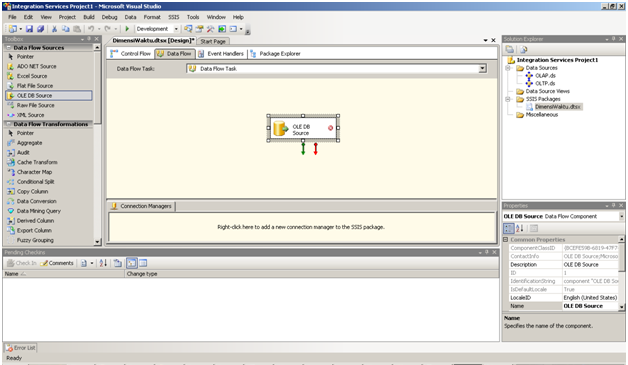 Integration Services Project1 - Microsoft Visual Studio
File Edit View Project Build Debug Data Format SSIS Tools Window Help
Development
Toolbox
Data Flow Sources
Pointer
ADO NET Source
Excel Source
Flat File Source
OLE DB Source
Raw File Source
XML Source
Data Flow Transformations
Pointer
Aggregate
Audit
Cache Transform
Character Map
Conditional Split
Copy Column
Data Conversion
Data Mining Query
Derived Column
Export Column
Fuzzy Grouping
DimensiWaktu.dtsx [Design]* Start Page
Control Flow Data Flow Event Handlers Package Explorer
Data Flow Task: Data Flow Task
OLE DB
Source
Connection Managers
Right-click here to add a new connection manager to the SSIS package.
Solution Explorer
Integration Services Project1
Data Sources
OLAP.ds
OLTP.ds
Data Source Views
SSIS Packages
DimensiWaktu.dtsx
Miscellaneous
Properties
OLE DB Source Data Flow Component
Common Properties
ComponentClassID {BCEFE59B-6819-47F7-
ContactInfo OLE DB Source;Microso
Description OLE DB Source
ID 1
IdentificationString component "OLE DB So
IsDefaultLocale True
LocaleID English (United States)
Name OLE DB Source
Name
Specifies the name of the component.
Pending Checkins
Check In Comments
Name Change type
Error List
Ready